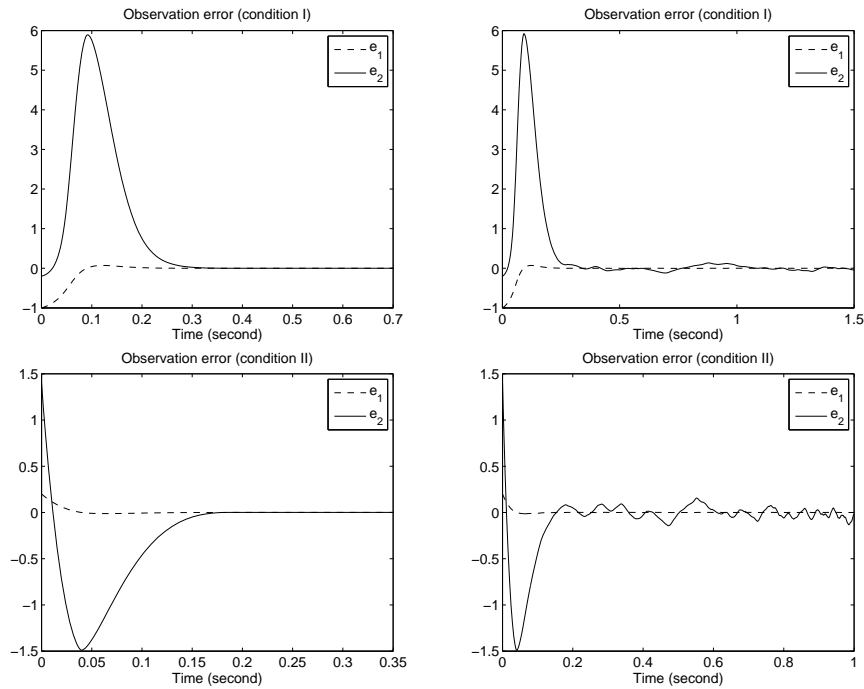 Observation error (condition I)
6
5
4
3
2
1
0
−1
0 0.1 0.2 0.3 0.4 0.5 0.6 0.7
Time (second)
e1
e2
Observation error (condition I)
6
5
4
3
2
1
0
−1
0 0.5 1 1.5
Time (second)
e1
e2
Observation error (condition II)
1.5
1
0.5
0
−0.5
−1
−1.5
0 0.05 0.1 0.15 0.2 0.25 0.3 0.35
Time (second)
e1
e2
Observation error (condition II)
1.5
1
0.5
0
−0.5
−1
−1.5
0 0.2 0.4 0.6 0.8 1
Time (second)
e1
e2